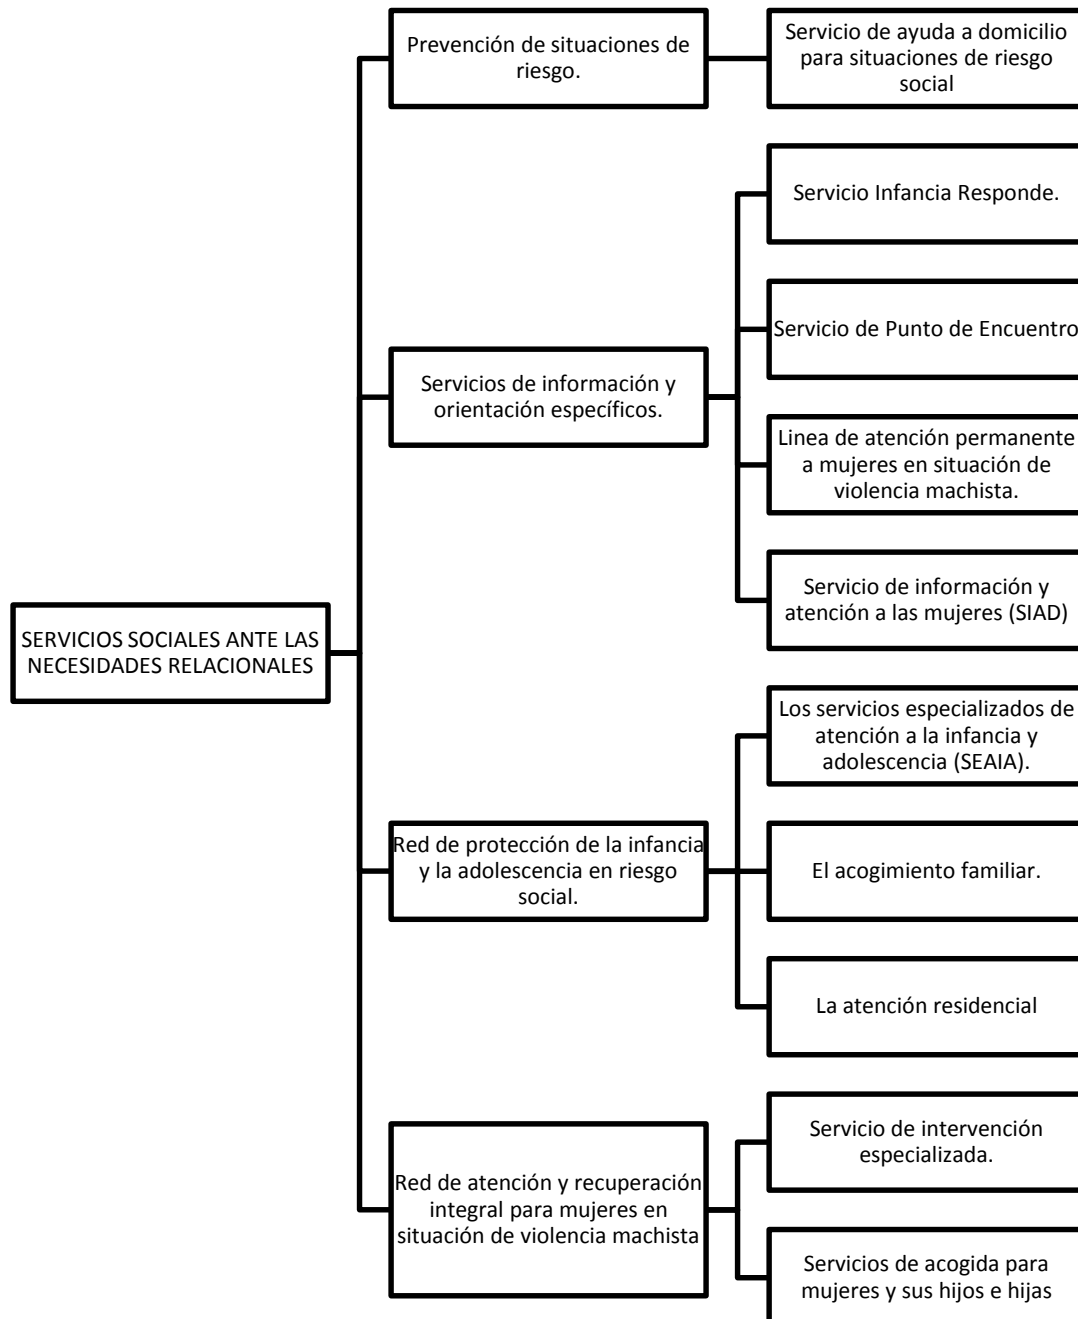 SERVICIOS SOCIALES ANTE LAS
NECESIDADES RELACIONALES
Prevención de situaciones de
riesgo.
Servicio de ayuda a domicilio
para situaciones de riesgo
social
Servicios de información y
orientación específicos.
Servicio Infancia Responde.
Servicio de Punto de Encuentro
Linea de atención permanente
a mujeres en situación de
violencia machista.
Servicio de información y
atención a las mujeres (SIAD)
Red de protección de la infancia
y la adolescencia en riesgo
social.
Los servicios especializados de
atención a la infancia y
adolescencia (SEAIA).
El acogimiento familiar.
La atención residencial
Red de atención y recuperación
integral para mujeres en
situación de violencia machista
Servicio de intervención
especializada.
Servicios de acogida para
mujeres y sus hijos e hijas